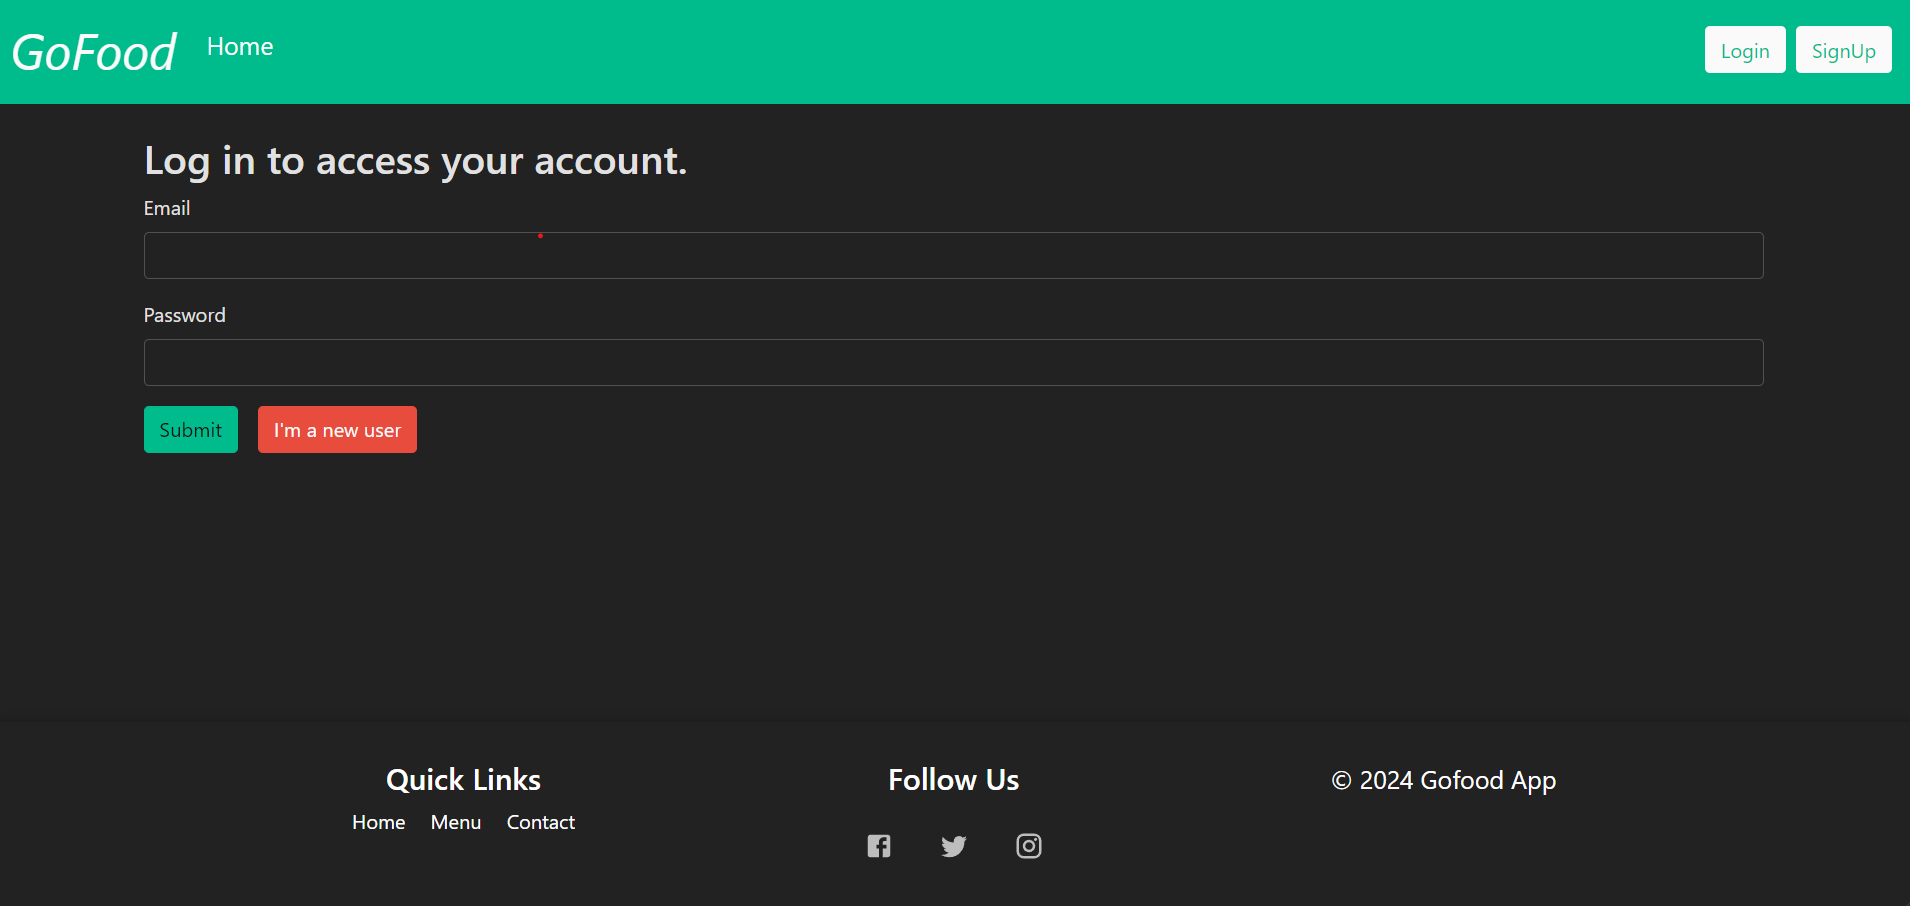 GoFood Home Login SignUp
Log in to access your account.
Email
Password
Submit I'm a new user
Quick Links
Home Menu Contact
Follow Us
© 2024 Gofood App